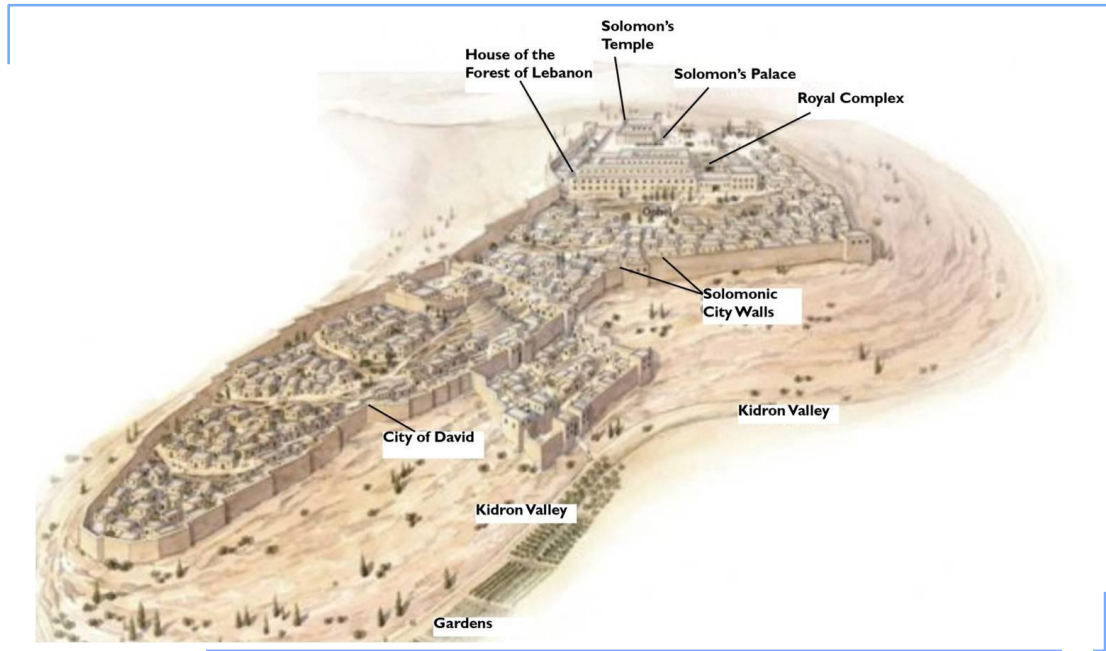 Solomon's
Temple
House of the
Forest of Lebanon
Solomon's Palace
Royal Complex
Ophel
Solomonic
City Walls
Kidron Valley
City of David
Kidron Valley
Gardens